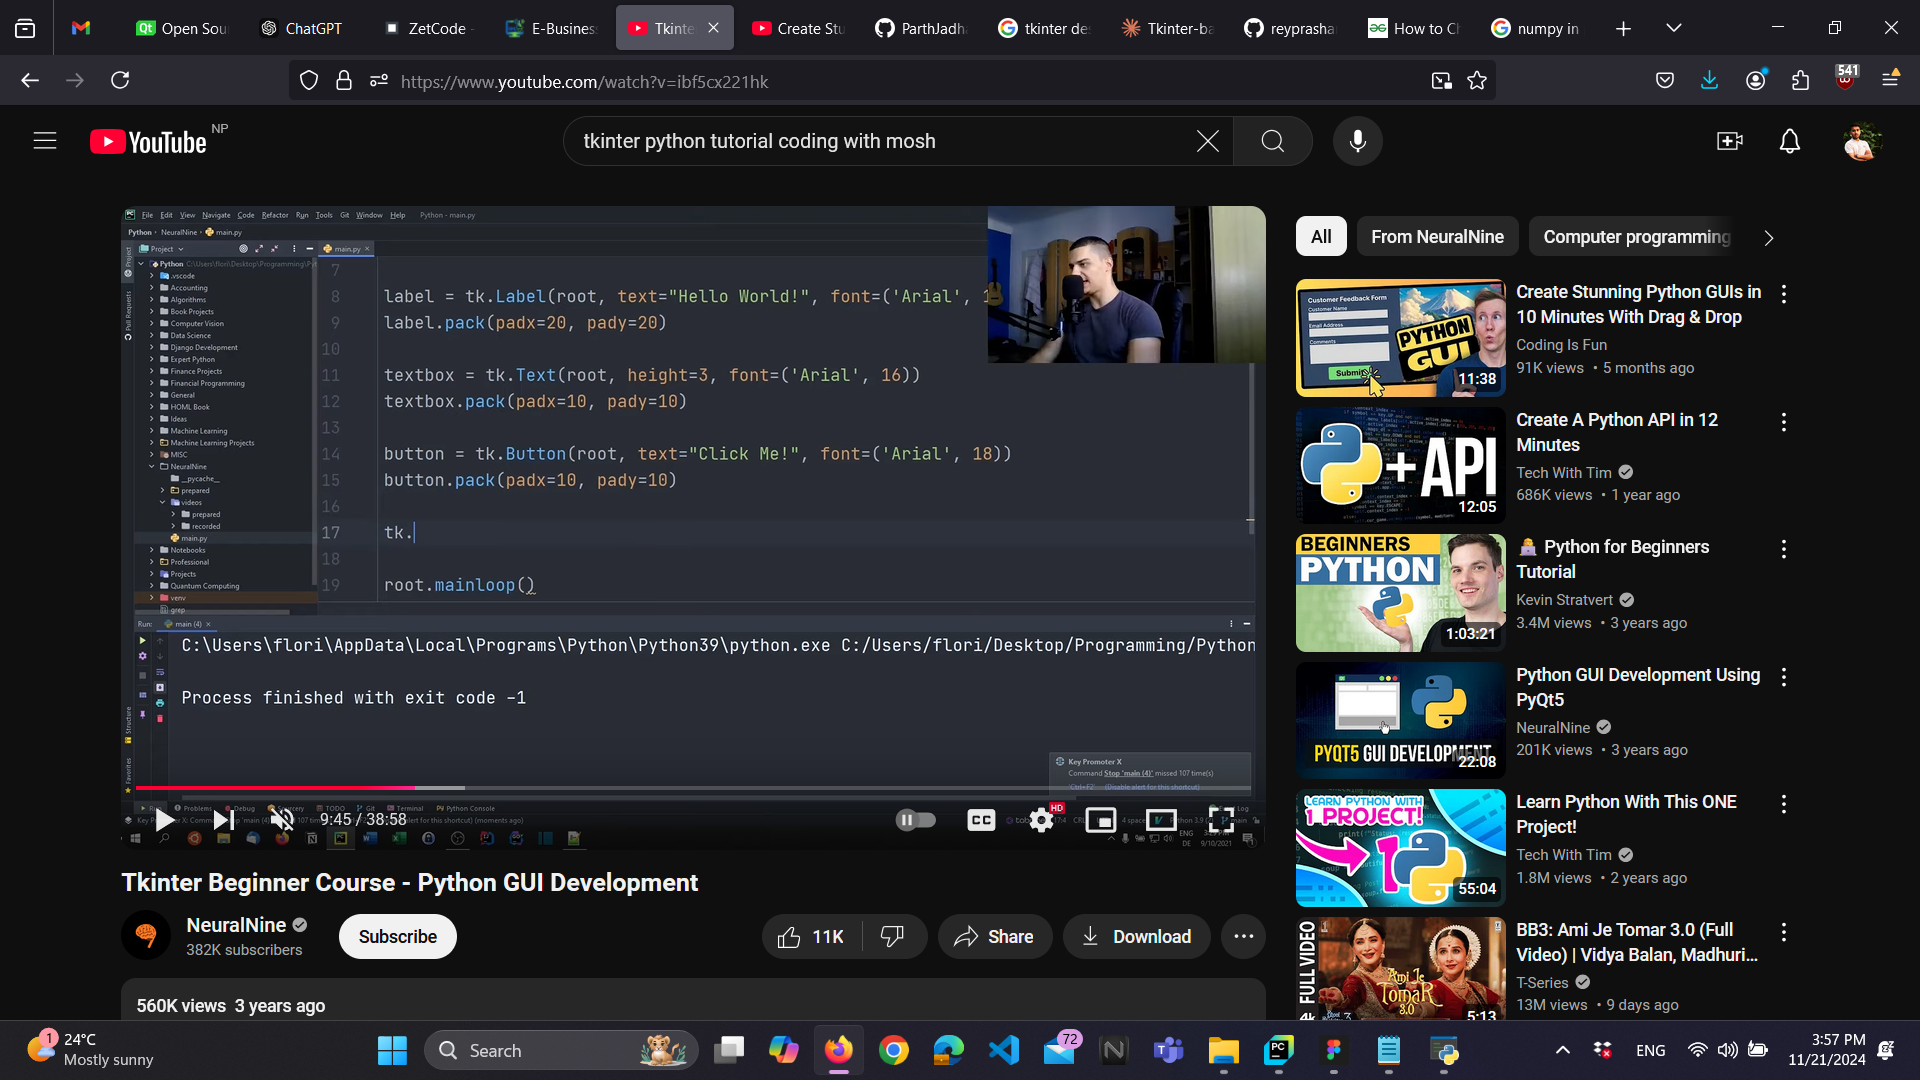 Open Sou
ChatGPT
ZetCode -
E-Business
Tkinte
Create Stu
ParthJadha
tkinter de
Tkinter-ba
reyprashar
How to Ch
numpy in
https://www.youtube.com/watch?v=ibf5cx221hk
541
YouTube NP
tkinter python tutorial coding with mosh
PC File Edit View Navigate Code Refactor Run Tools Git Window Help Python - main.py
Python NeuralNine main.py
Project
main.py
Python C:\Users\flori\Desktop\Programming\Py
.vscode
Accounting
Algorithms
Book Projects
Computer Vision
Data Science
Django Development
Expert Python
Finance Projects
Financial Programming
General
HOML Book
Ideas
Machine Learning
Machine Learning Projects
MISC
NeuralNine
__pycache__
prepared
videos
prepared
recorded
main.py
Notebooks
Professional
Projects
Quantum Computing
venv
grep
Project
Pull Requests
Structure
Favorites
7
8 label = tk.Label(root, text="Hello World!", font=('Arial', 1
9 label.pack(padx=20, pady=20)
10
11 textbox = tk.Text(root, height=3, font=('Arial', 16))
12 textbox.pack(padx=10, pady=10)
13
14 button = tk.Button(root, text="Click Me!", font=('Arial', 18))
15 button.pack(padx=10, pady=10)
16
17 tk.
18
19 root.mainloop()
Run: main (4)
C:\Users\flori\AppData\Local\Programs\Python\Python39\python.exe C:/Users/flori/Desktop/Programming/Python
Process finished with exit code -1
Key Promoter X
Command Stop 'main (4)' missed 107 time(s)
'Ctrl+F2' (Disable alert for this shortcut)
Problems Debug TODO Git Terminal Python Console
9:45 / 38:58
CC
HD
ENG
DE
9/10/2021
Tkinter Beginner Course - Python GUI Development
NeuralNine
382K subscribers
Subscribe
11K
Share
Download
560K views 3 years ago
All
From NeuralNine
Computer programming
Customer Feedback Form
Customer Name
Email Address
Comments
Submit
PYTHON
GUI
11:38
Create Stunning Python GUIs in
10 Minutes With Drag & Drop
Coding Is Fun
91K views • 5 months ago
+ API
12:05
Create A Python API in 12
Minutes
Tech With Tim
686K views • 1 year ago
BEGINNERS
PYTHON
1:03:21
Python for Beginners
Tutorial
Kevin Stratvert
3.4M views • 3 years ago
PYQT5 GUI DEVELOPMENT
22:08
Python GUI Development Using
PyQt5
NeuralNine
201K views • 3 years ago
LEARN PYTHON WITH
1 PROJECT!
55:04
Learn Python With This ONE
Project!
Tech With Tim
1.8M views • 2 years ago
FULL VIDEO
4k
Ami Je
Tomar
3.0
5:13
BB3: Ami Je Tomar 3.0 (Full
Video) | Vidya Balan, Madhuri...
T-Series
13M views • 9 days ago
1
24°C
Mostly sunny
Search
72
PC
ENG
3:57 PM
11/21/2024